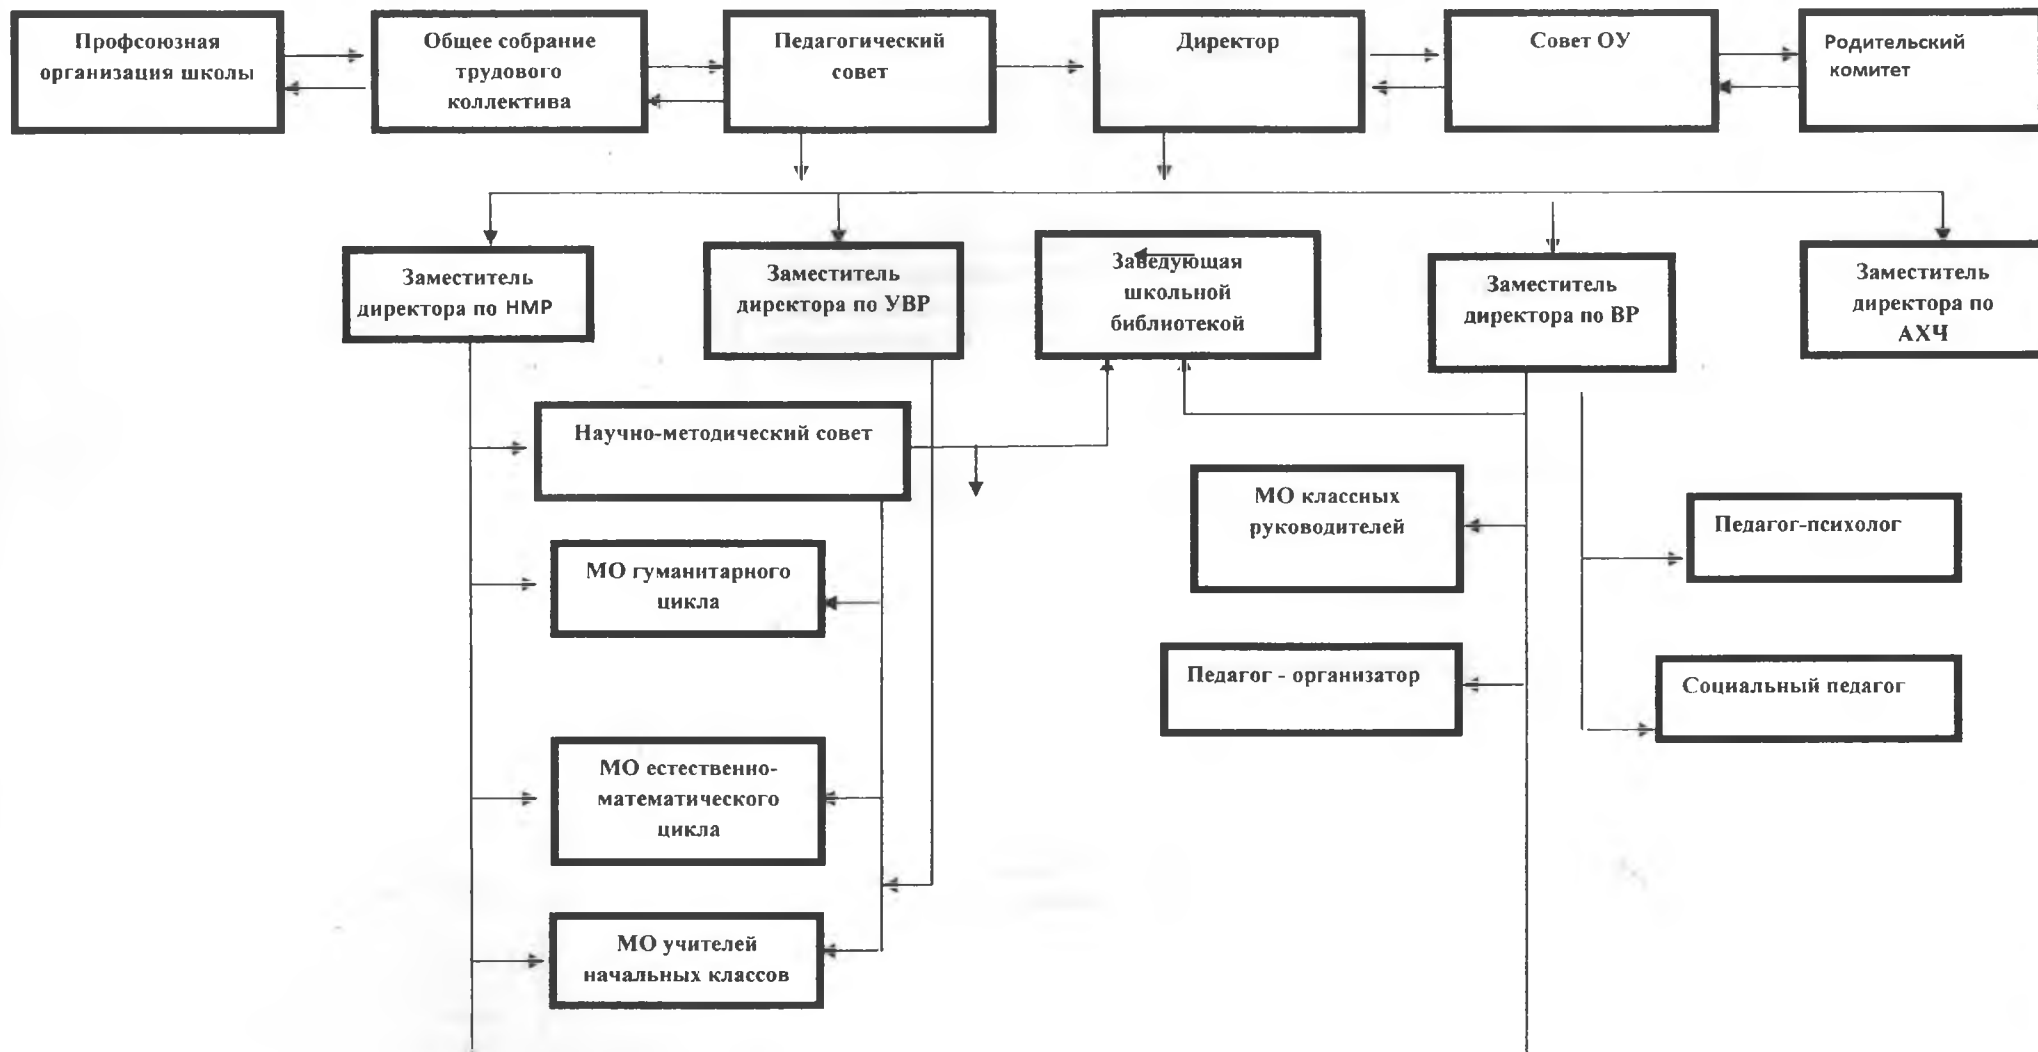 Профсоюзная
организация школы
Общее собрание
трудового
коллектива
Педагогический
совет
Директор
Совет ОУ
Родительский
комитет
Заместитель
директора по НМР
Заместитель
директора по УВР
Заведующая
школьной
библиотекой
Заместитель
директора по ВР
Заместитель
директора по
АХЧ
Научно-методический совет
МО классных
руководителей
Педагог-психолог
МО гуманитарного
цикла
Педагог - организатор
Социальный педагог
МО естественно-
математического
цикла
МО учителей
начальных классов